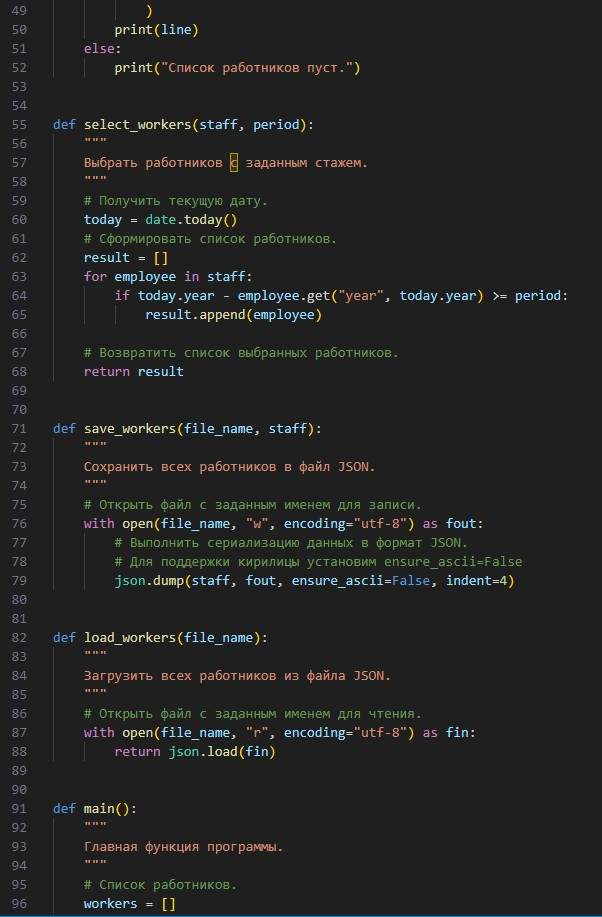 49 )
50 print(line)
51 else:
52 print("Список работников пуст.")
53
54
55 def select_workers(staff, period):
56 """
57 Выбрать работников с заданным стажем.
58 """
59 # Получить текущую дату.
60 today = date.today()
61 # Сформировать список работников.
62 result = []
63 for employee in staff:
64 if today.year - employee.get("year", today.year) >= period:
65 result.append(employee)
66
67 # Возвратить список выбранных работников.
68 return result
69
70
71 def save_workers(file_name, staff):
72 """
73 Сохранить всех работников в файл JSON.
74 """
75 # Открыть файл с заданным именем для записи.
76 with open(file_name, "w", encoding="utf-8") as fout:
77 # Выполнить сериализацию данных в формат JSON.
78 # Для поддержки кирилицы установим ensure_ascii=False
79 json.dump(staff, fout, ensure_ascii=False, indent=4)
80
81
82 def load_workers(file_name):
83 """
84 Загрузить всех работников из файла JSON.
85 """
86 # Открыть файл с заданным именем для чтения.
87 with open(file_name, "r", encoding="utf-8") as fin:
88 return json.load(fin)
89
90
91 def main():
92 """
93 Главная функция программы.
94 """
95 # Список работников.
96 workers = []